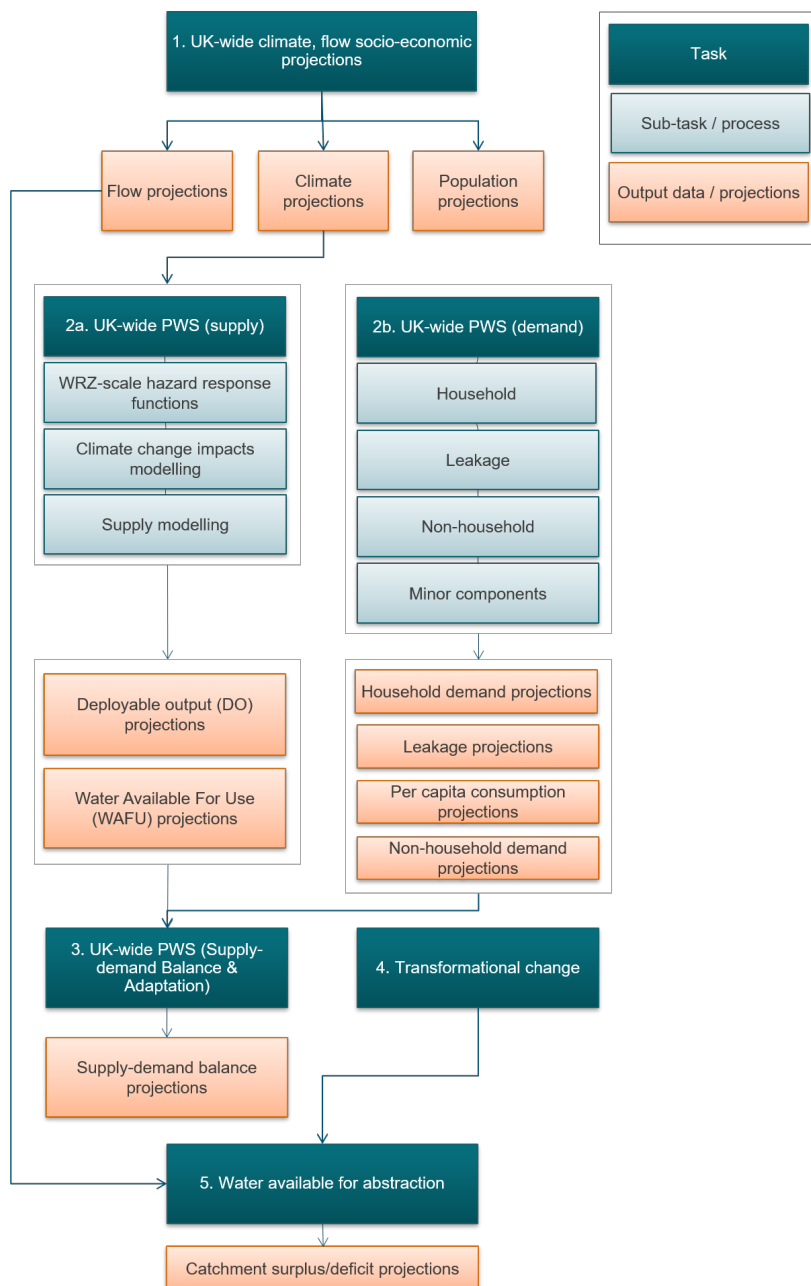 1. UK-wide climate, flow socio-economic
projections
Task
Sub-task / process
Output data / projections
Flow projections
Climate
projections
Population
projections
2a. UK-wide PWS (supply)
WRZ-scale hazard response
functions
Climate change impacts
modelling
Supply modelling
2b. UK-wide PWS (demand)
Household
Leakage
Non-household
Minor components
Deployable output (DO)
projections
Water Available For Use
(WAFU) projections
Household demand projections
Leakage projections
Per capita consumption
projections
Non-household demand
projections
3. UK-wide PWS (Supply-
demand Balance &
Adaptation)
4. Transformational change
Supply-demand balance
projections
5. Water available for abstraction
Catchment surplus/deficit projections